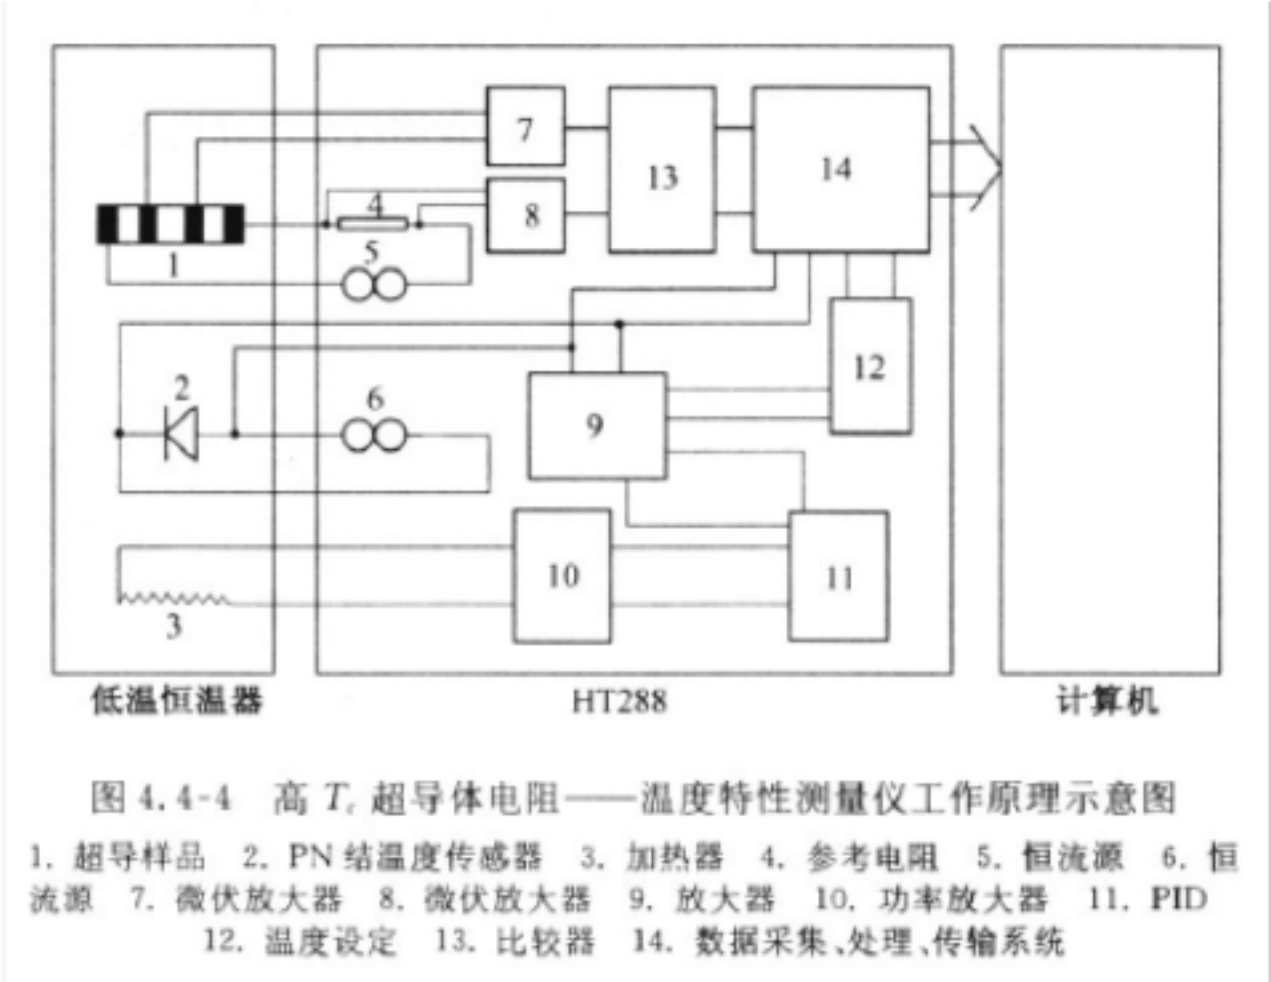 7
13
14
4
8
5
1
2
6
12
9
10
11
3
低温恒温器
HT288
计算机
图 4.4-4 高 Tc 超导体电阻——温度特性测量仪工作原理示意图
1. 超导样品 2. PN 结温度传感器 3. 加热器 4. 参考电阻 5. 恒流源 6. 恒
流源 7. 微伏放大器 8. 微伏放大器 9. 放大器 10. 功率放大器 11. PID
12. 温度设定 13. 比较器 14. 数据采集、处理、传输系统